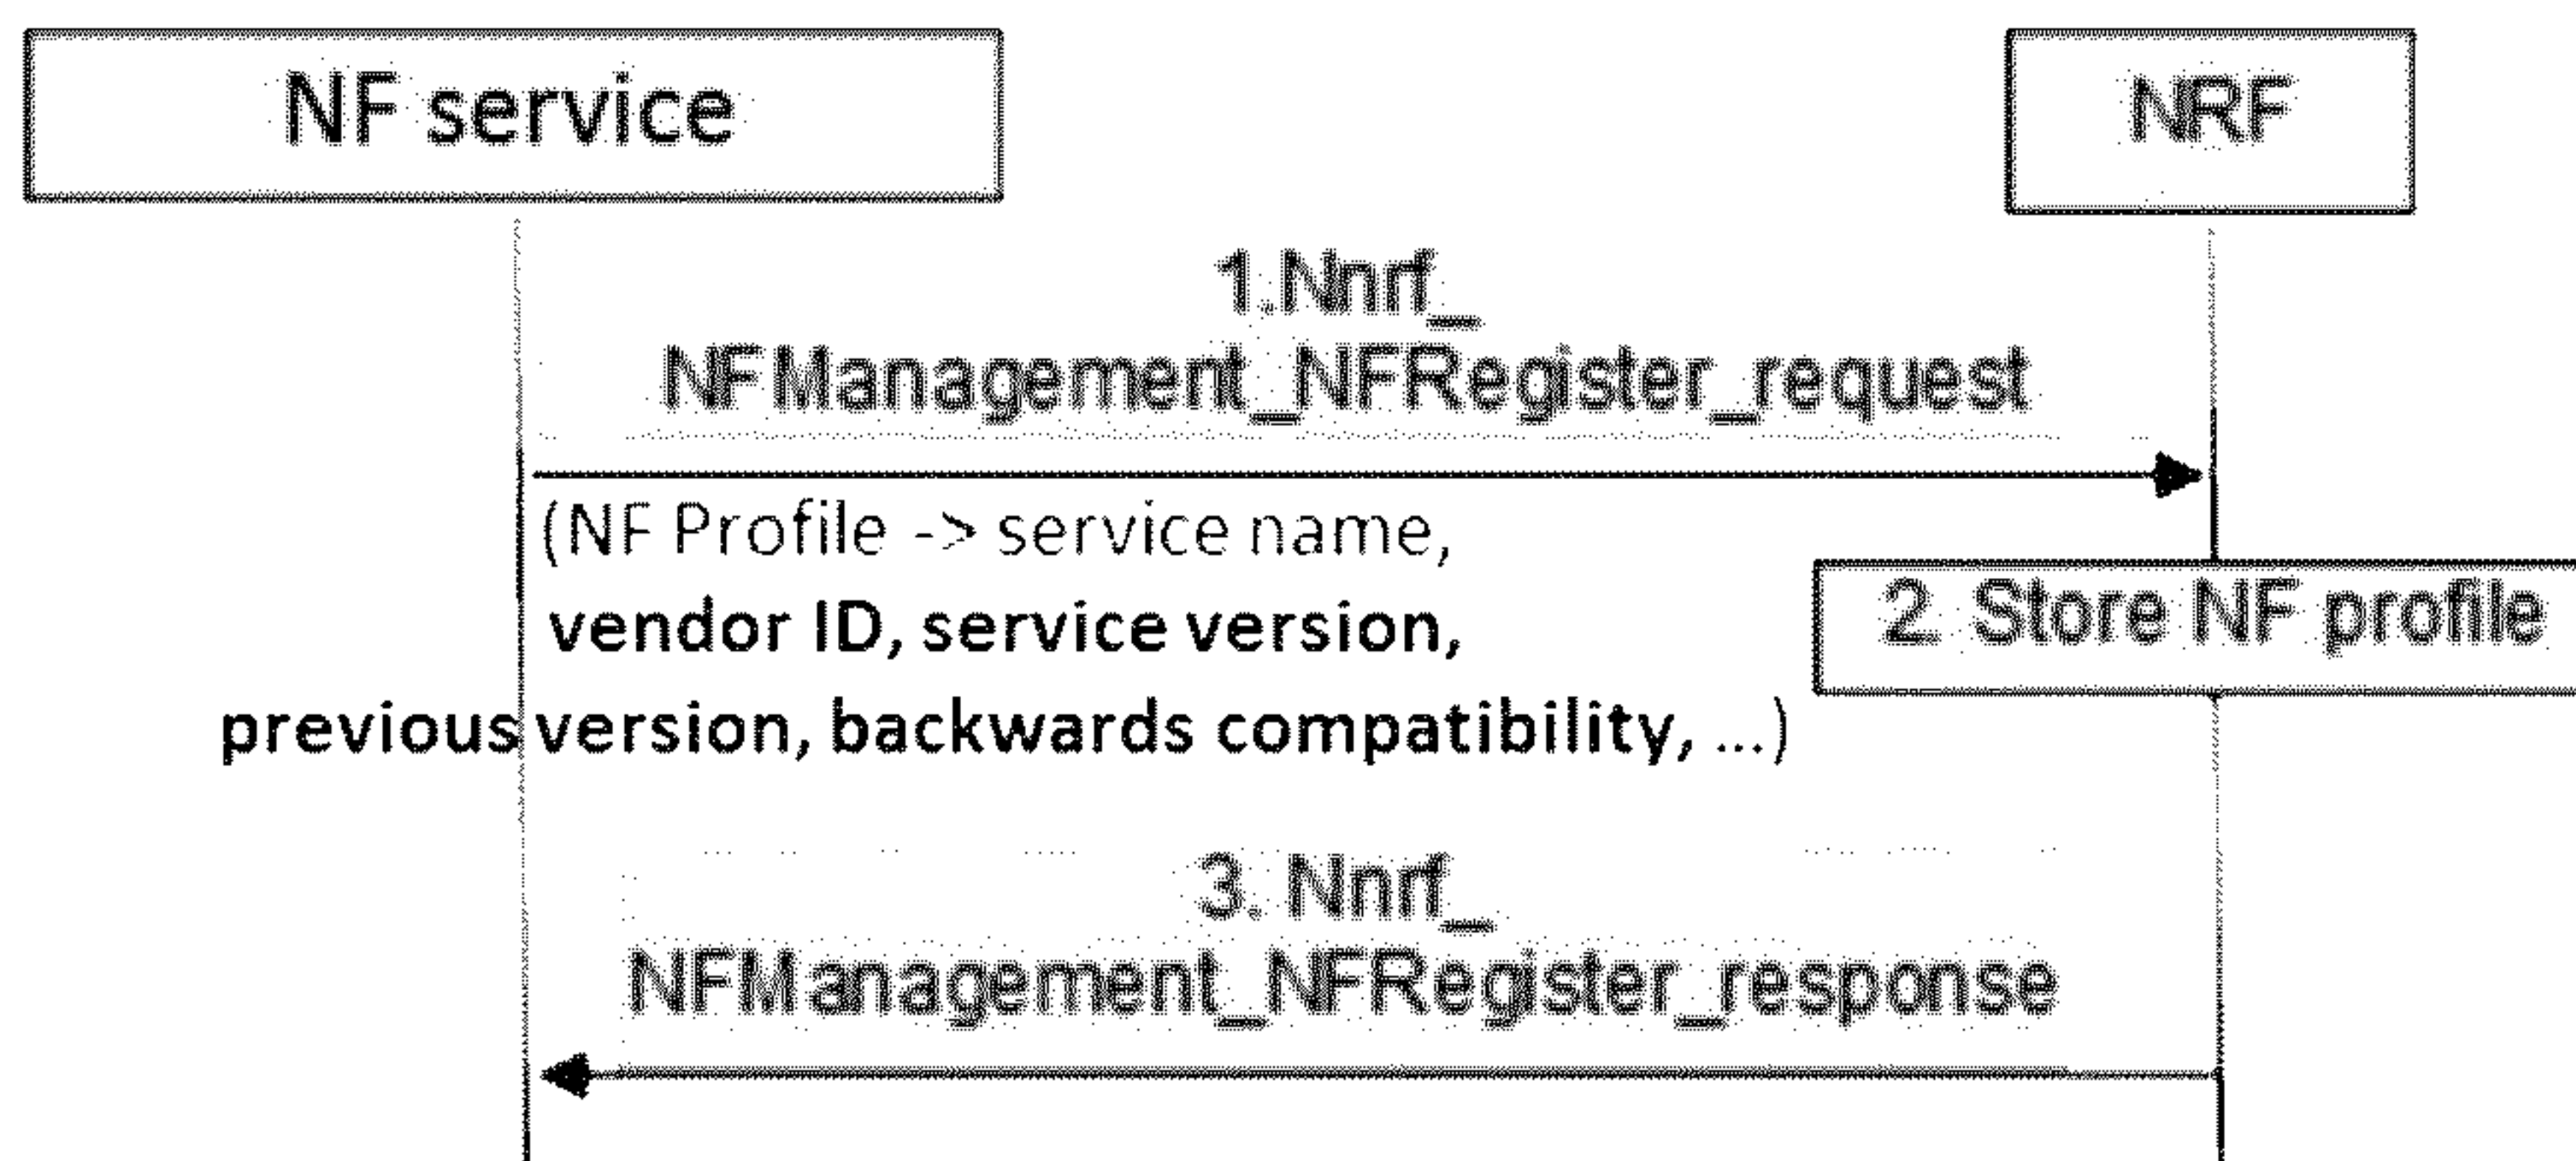 NF service
NRF
1.Nnrf_
NFManagement_NFRegister_request
(NF Profile -> service name,
vendor ID, service version,
previous version, backwards compatibility, ...)
2. Store NF profile
3. Nnrf_
NFManagement_NFRegister_response